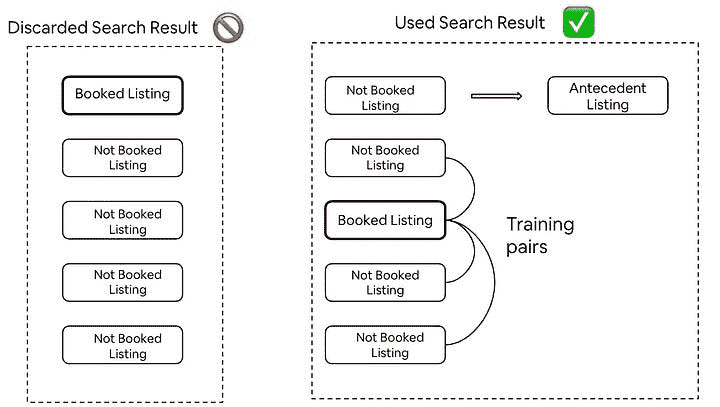 Discarded Search Result
Booked Listing
Not Booked
Listing
Not Booked
Listing
Not Booked
Listing
Not Booked
Listing
Used Search Result
Not Booked
Listing
Antecedent
Listing
Not Booked
Listing
Booked Listing
Not Booked
Listing
Not Booked
Listing
Training
pairs